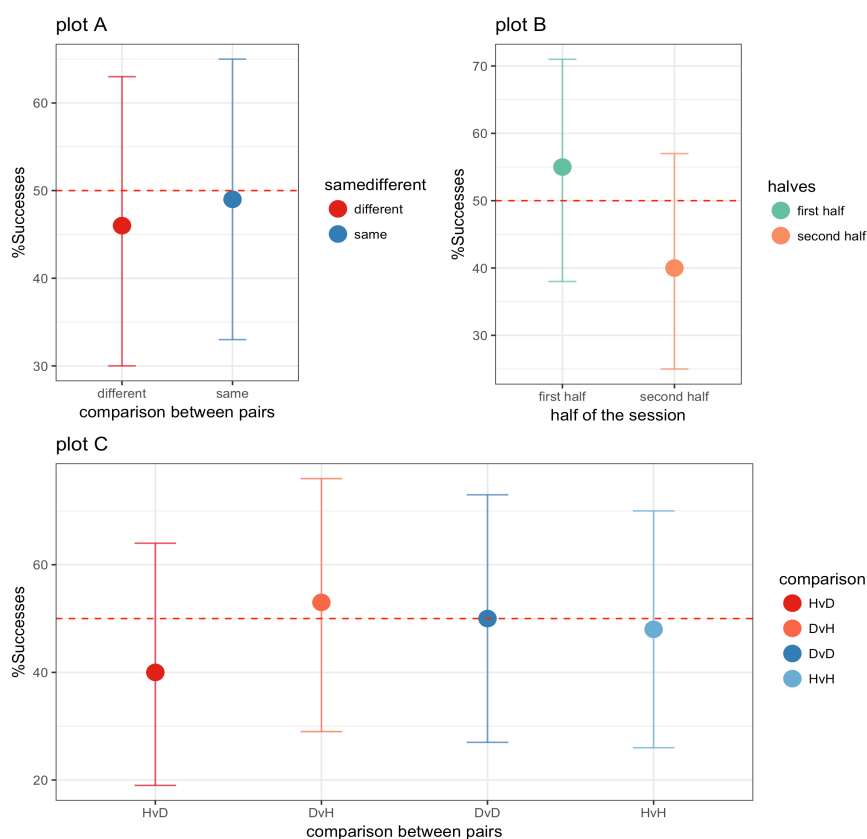 plot A
%Successes
60
50
40
30
different
same
comparison between pairs
samedifferent
different
same
plot B
%Successes
70
60
50
40
30
first half
second half
half of the session
halves
first half
second half
plot C
%Successes
60
40
20
HvD
DvH
DvD
HvH
comparison between pairs
comparison
HvD
DvH
DvD
HvH